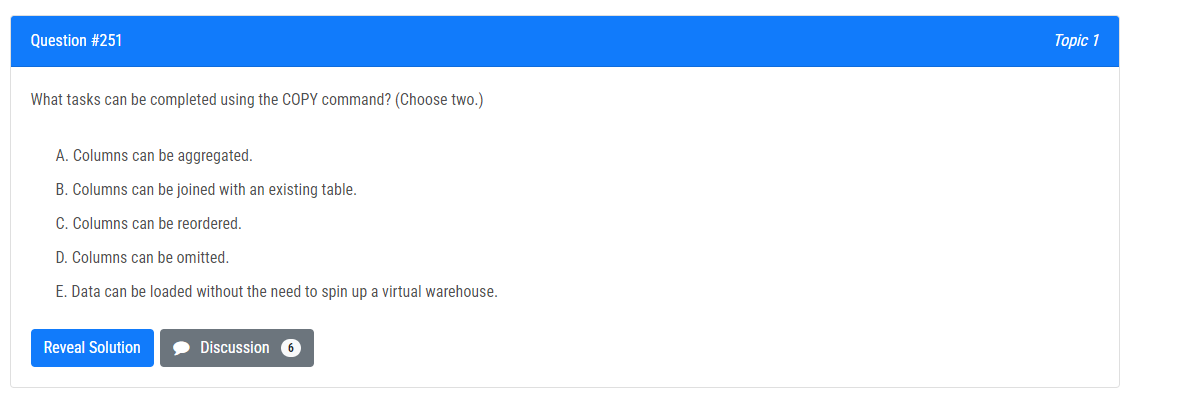 Question #251 Topic 1
What tasks can be completed using the COPY command? (Choose two.)
A. Columns can be aggregated.
B. Columns can be joined with an existing table.
C. Columns can be reordered.
D. Columns can be omitted.
E. Data can be loaded without the need to spin up a virtual warehouse.
Reveal Solution Discussion 6